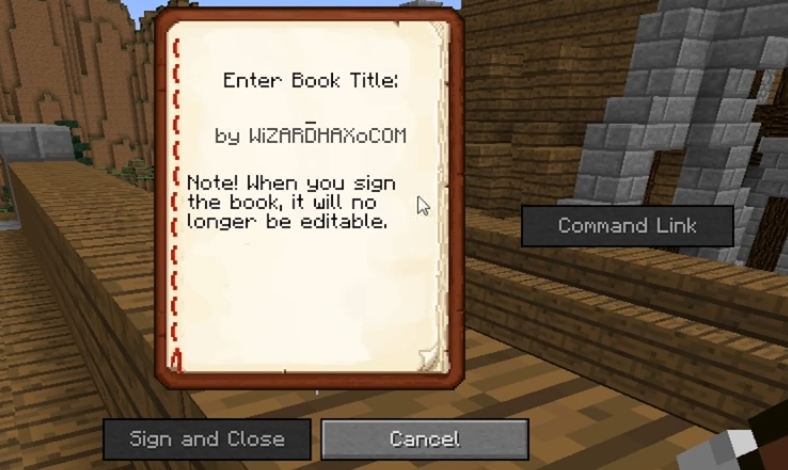 Enter Book Title:
by WiZARDHAXoCOM
Note! When you sign
the book, it will no
longer be editable.
Command Link
Sign and Close
Cancel